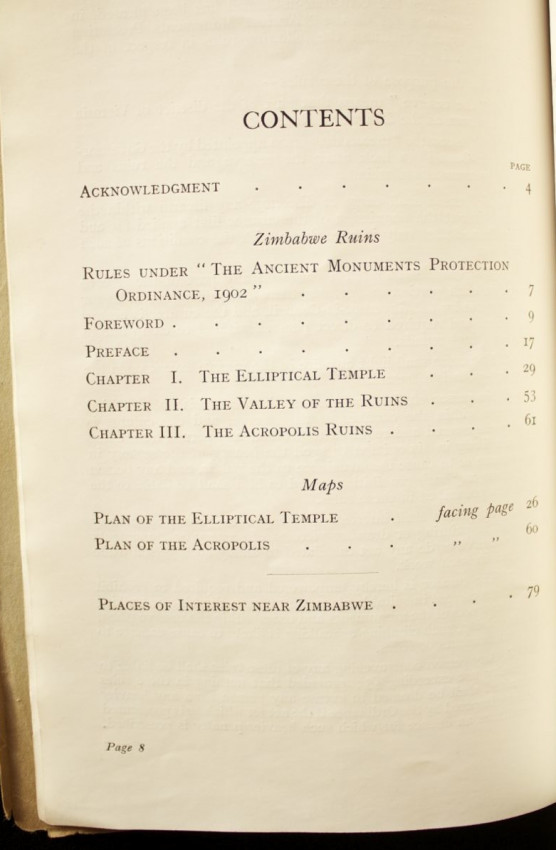 CONTENTS
PAGE
ACKNOWLEDGMENT . . . . . . . 4
Zimbabwe Ruins
RULES UNDER "THE ANCIENT MONUMENTS PROTECTION
ORDINANCE, 1902" . . . . . . 7
FOREWORD . . . . . . . . . 9
PREFACE . . . . . . . . . 17
CHAPTER I. THE ELLIPTICAL TEMPLE . . . 29
CHAPTER II. THE VALLEY OF THE RUINS . . . 53
CHAPTER III. THE ACROPOLIS RUINS . . . . 61
Maps
PLAN OF THE ELLIPTICAL TEMPLE . facing page 26
PLAN OF THE ACROPOLIS . . . " " 60
PLACES OF INTEREST NEAR ZIMBABWE . . . . 79
Page 8